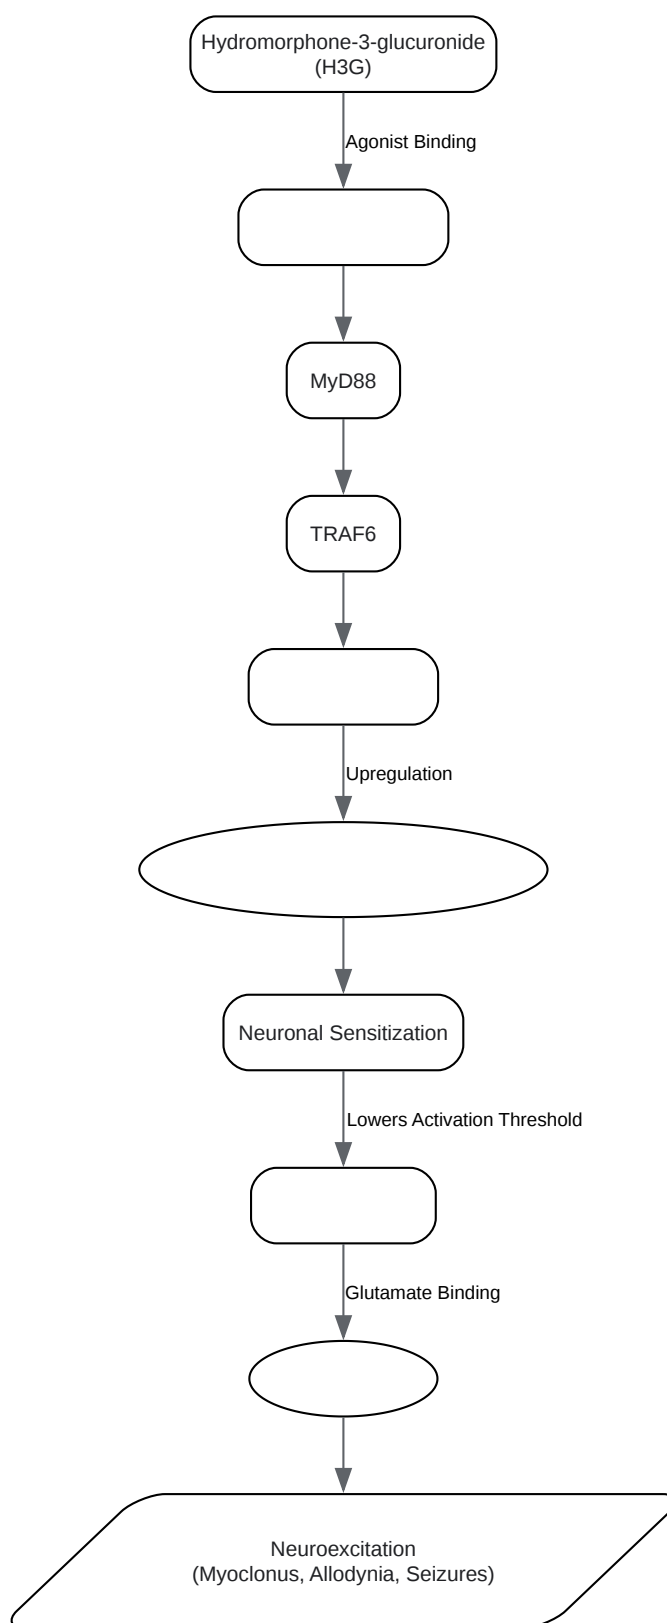 Hydromorphone-3-glucuronide
(H3G)
Agonist Binding
MyD88
TRAF6
Upregulation
Neuronal Sensitization
Lowers Activation Threshold
Glutamate Binding
Neuroexcitation
(Myoclonus, Allodynia, Seizures)